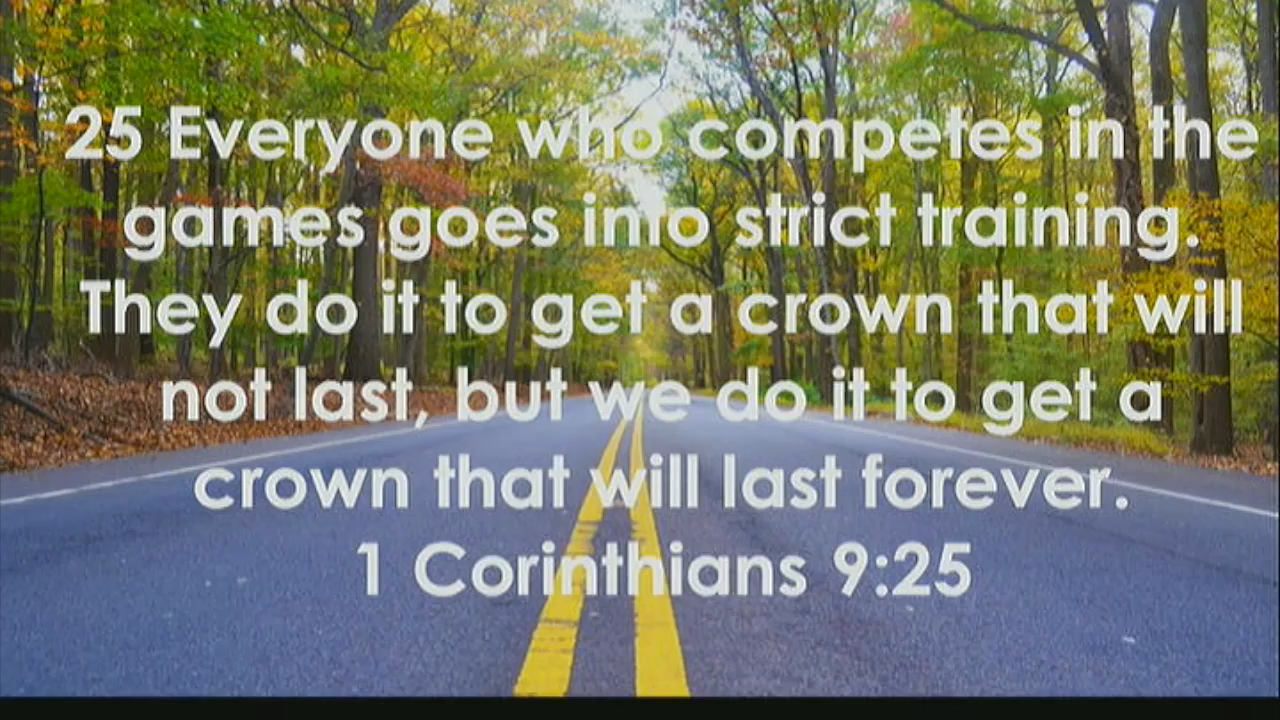 25 Everyone who competes in the
games goes into strict training.
They do it to get a crown that will
not last, but we do it to get a
crown that will last forever.
1 Corinthians 9:25